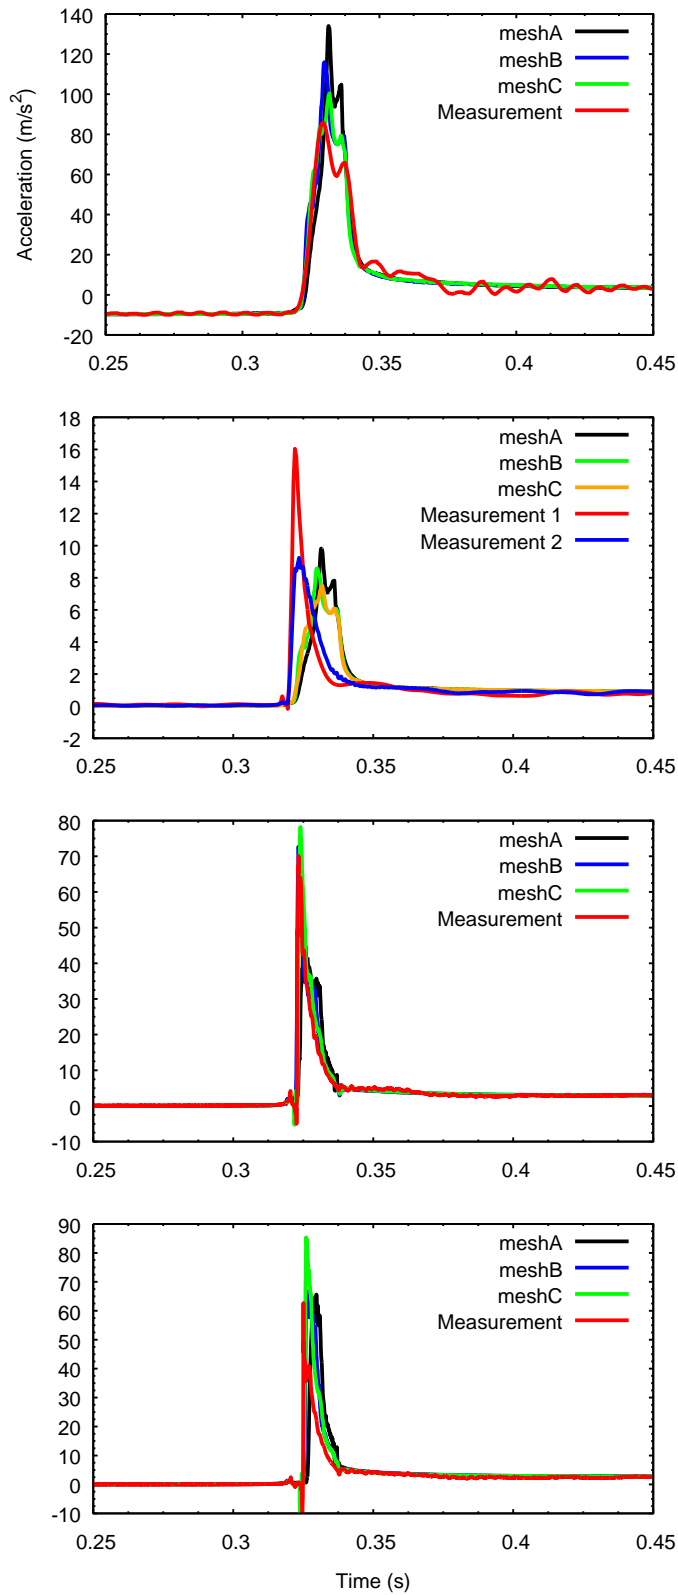 Acceleration (m/s²)
140
120
100
80
60
40
20
0
-20
meshA
meshB
meshC
Measurement
0.25 0.3 0.35 0.4 0.45
18
16
14
12
10
8
6
4
2
0
-2
meshA
meshB
meshC
Measurement 1
Measurement 2
0.25 0.3 0.35 0.4 0.45
80
70
60
50
40
30
20
10
0
-10
meshA
meshB
meshC
Measurement
0.25 0.3 0.35 0.4 0.45
90
80
70
60
50
40
30
20
10
0
-10
meshA
meshB
meshC
Measurement
0.25 0.3 0.35 0.4 0.45
Time (s)